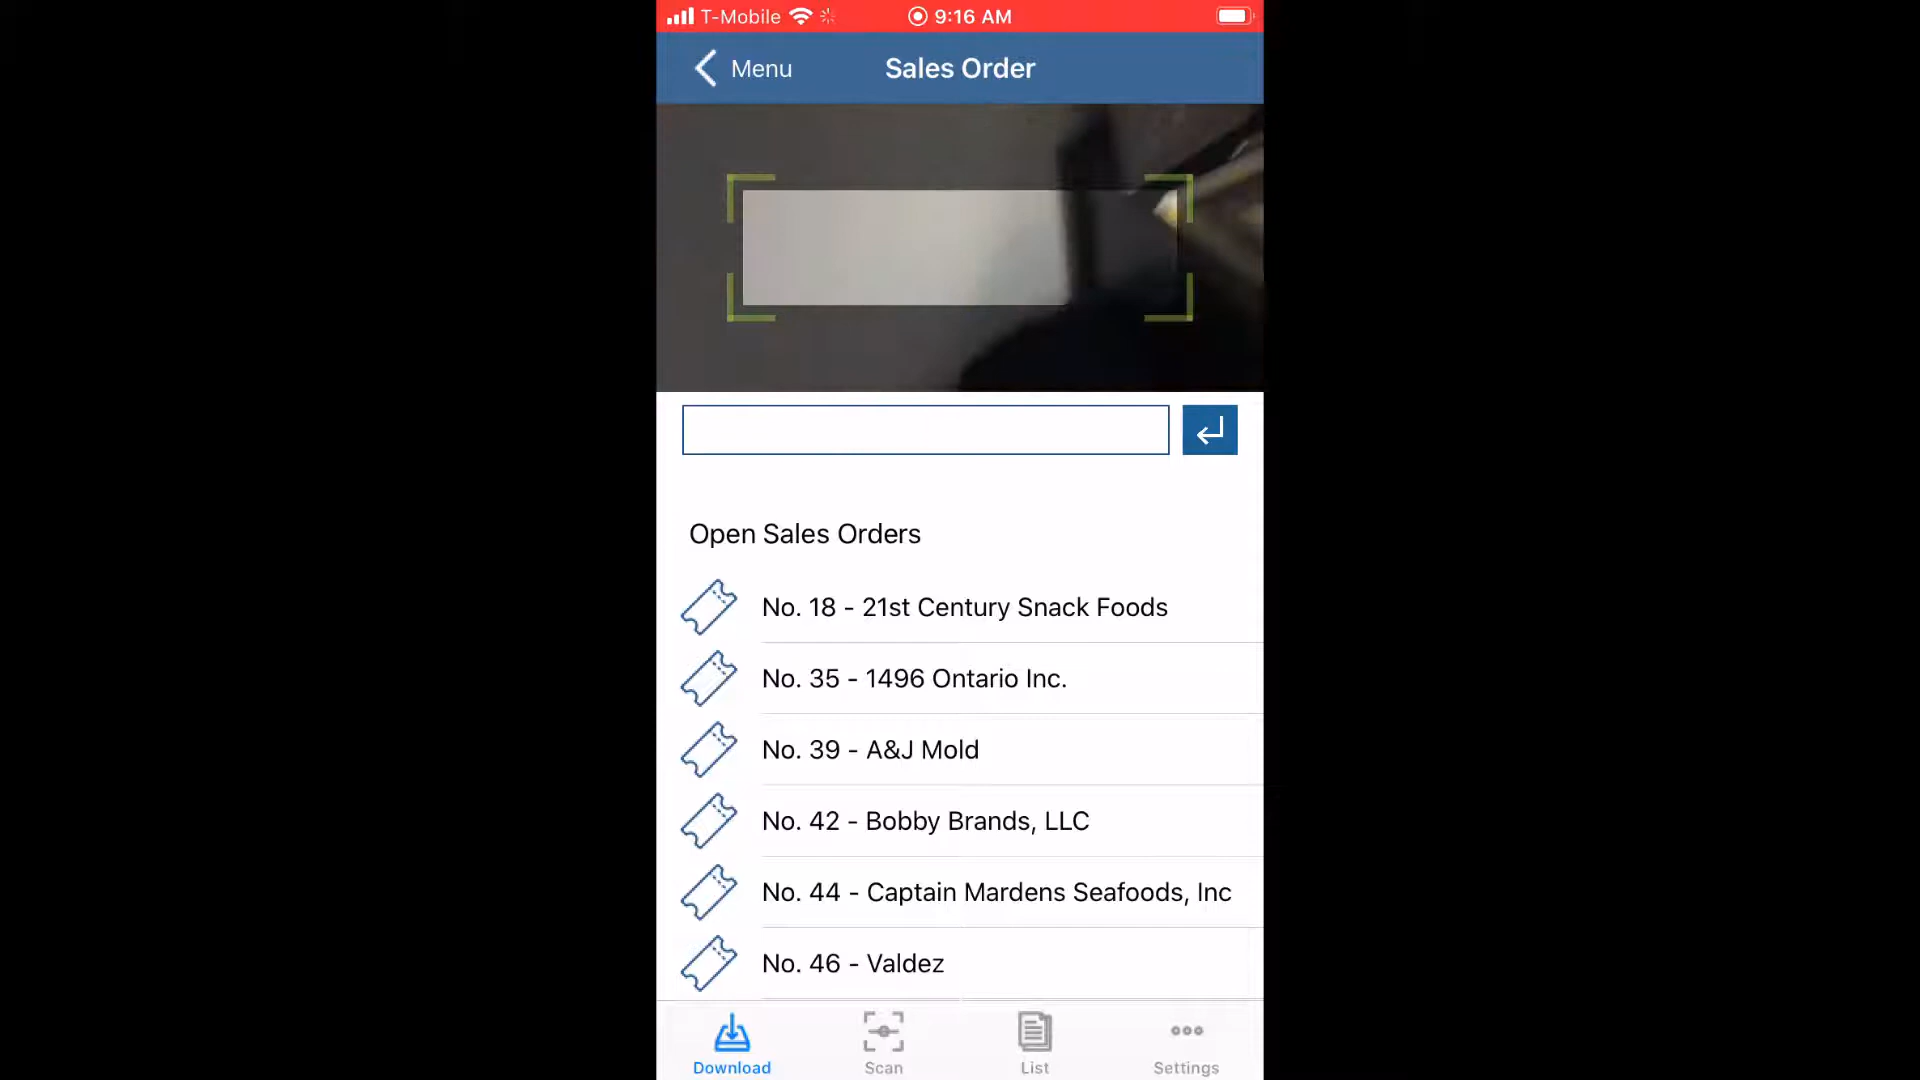 T-Mobile 9:16 AM
Menu Sales Order
Open Sales Orders
No. 18 - 21st Century Snack Foods
No. 35 - 1496 Ontario Inc.
No. 39 - A&J Mold
No. 42 - Bobby Brands, LLC
No. 44 - Captain Mardens Seafoods, Inc
No. 46 - Valdez
Download Scan List Settings